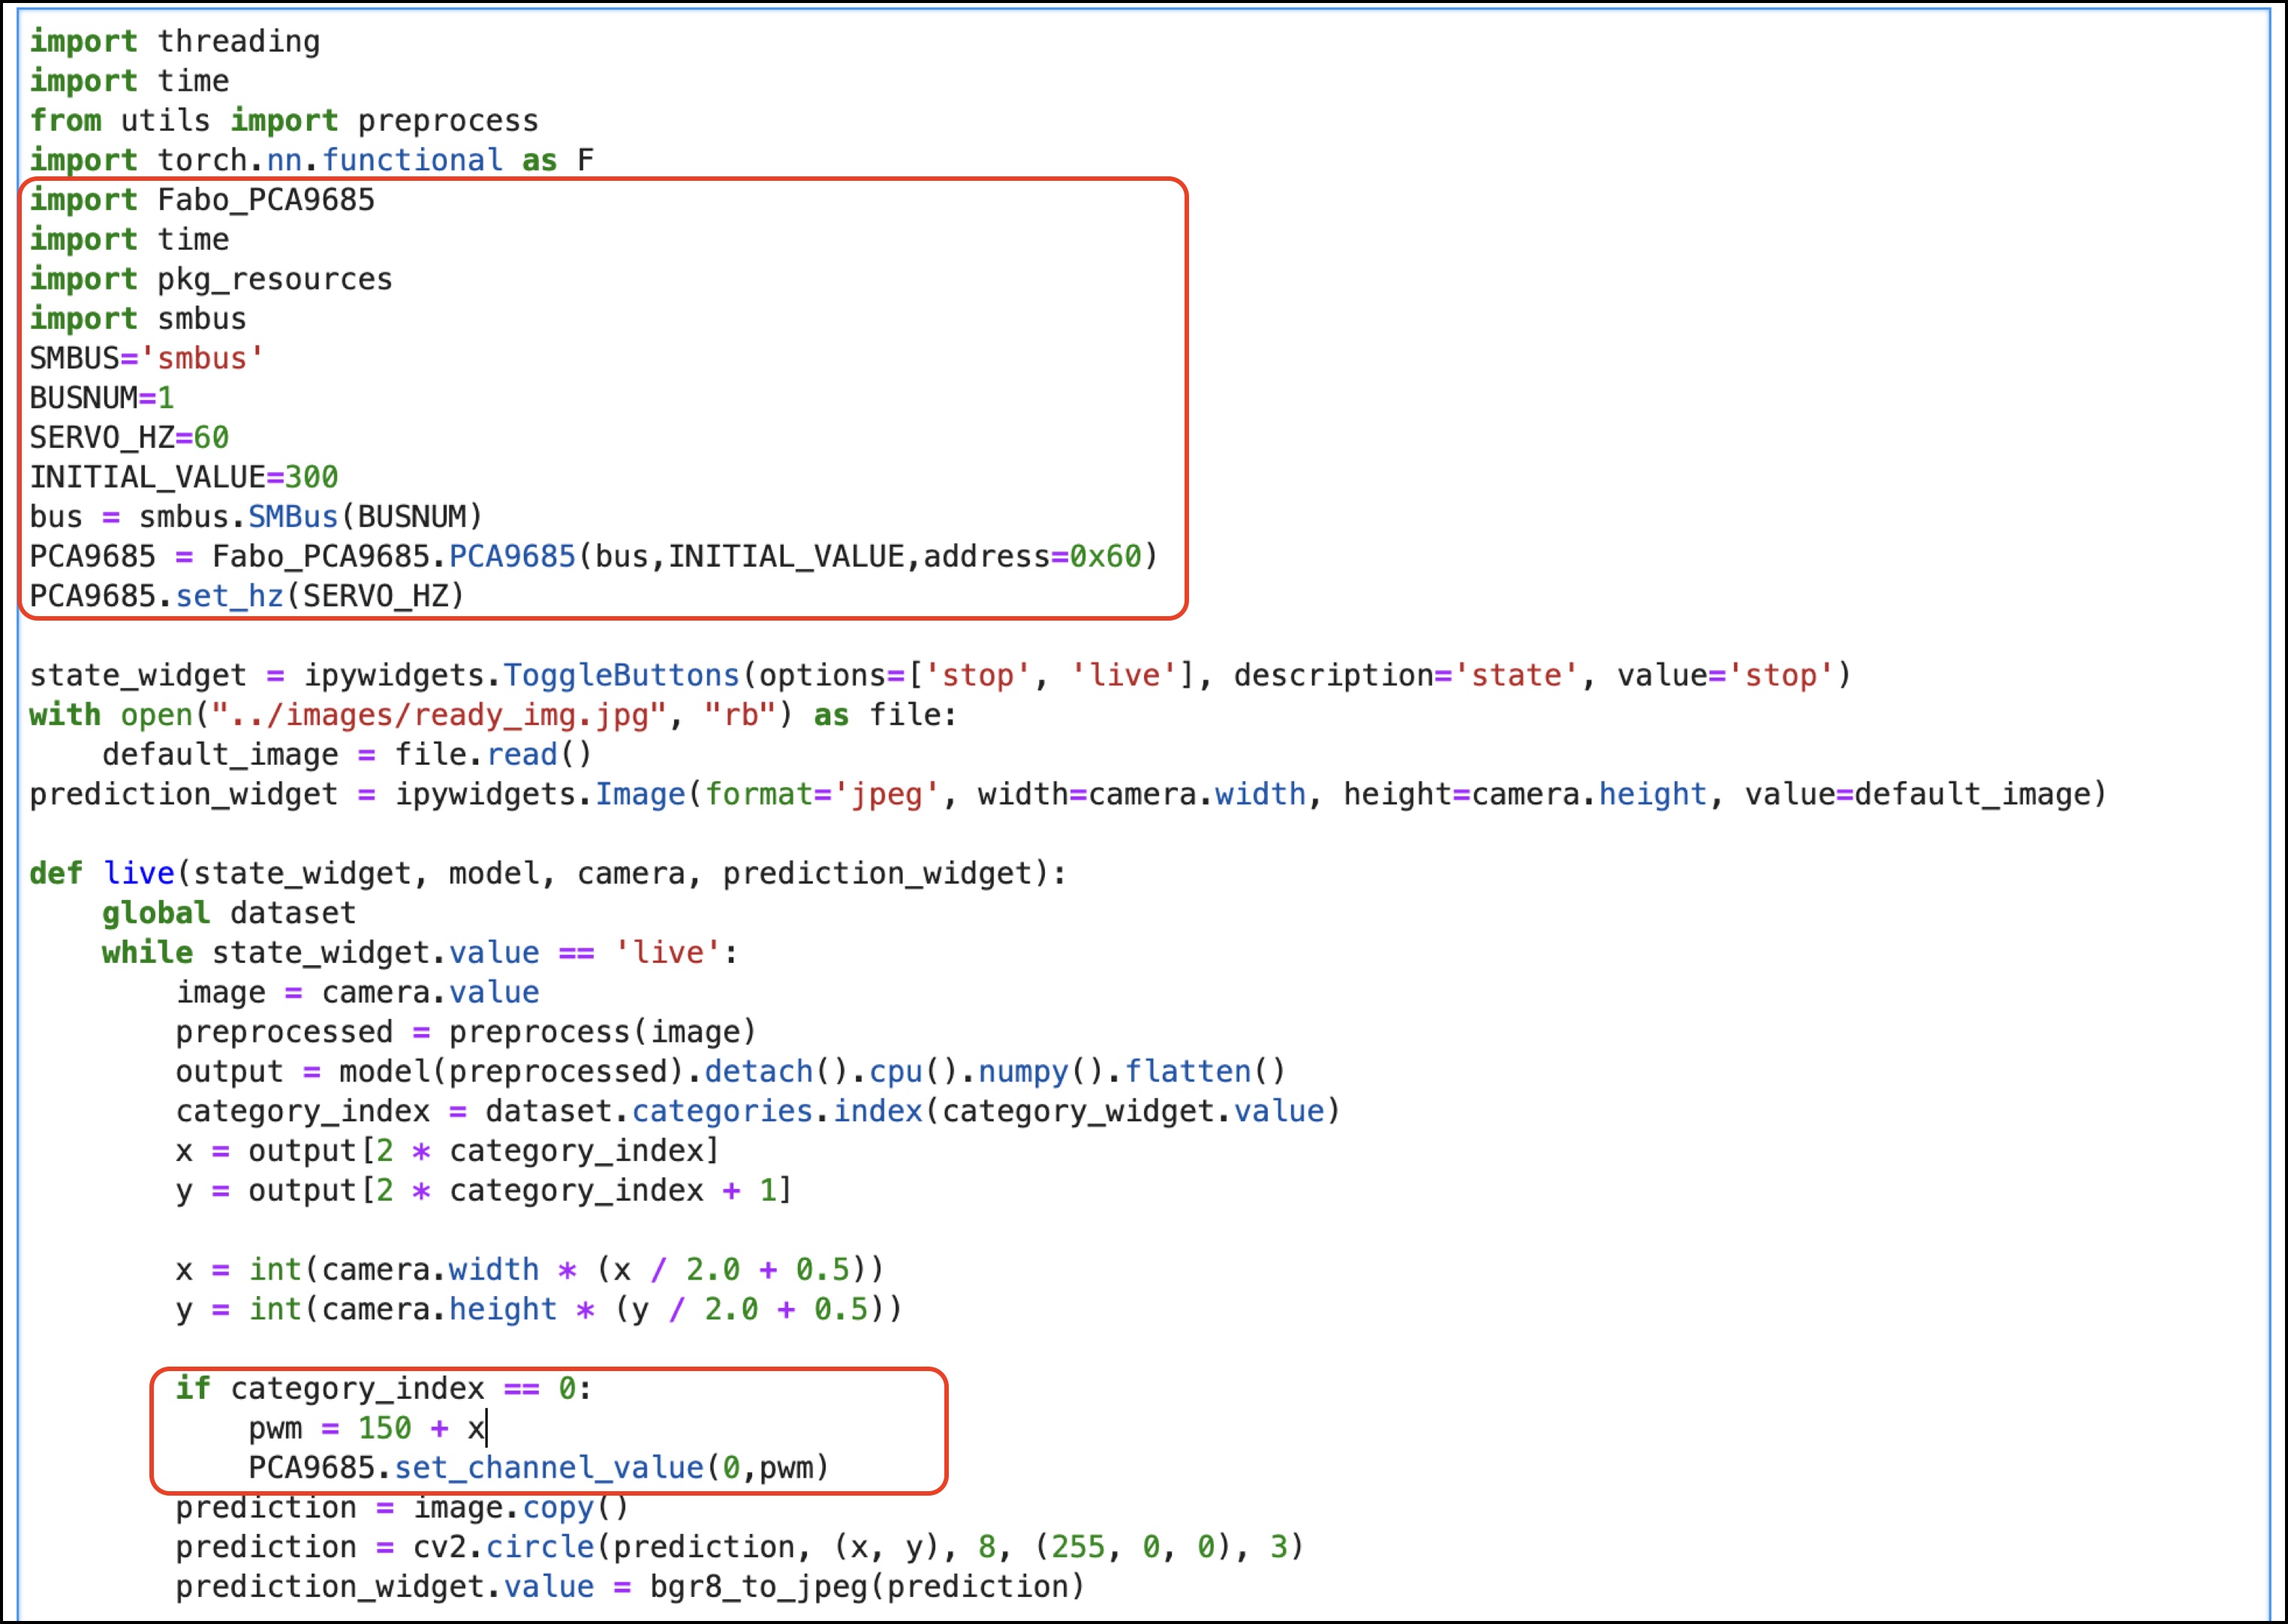 import threading
import time
from utils import preprocess
import torch.nn.functional as F
import Fabo_PCA9685
import time
import pkg_resources
import smbus
SMBUS='smbus'
BUSNUM=1
SERVO_HZ=60
INITIAL_VALUE=300
bus = smbus.SMBus(BUSNUM)
PCA9685 = Fabo_PCA9685.PCA9685(bus,INITIAL_VALUE,address=0x60)
PCA9685.set_hz(SERVO_HZ)

state_widget = ipywidgets.ToggleButtons(options=['stop', 'live'], description='state', value='stop')
with open("../images/ready_img.jpg", "rb") as file:
    default_image = file.read()
prediction_widget = ipywidgets.Image(format='jpeg', width=camera.width, height=camera.height, value=default_image)

def live(state_widget, model, camera, prediction_widget):
    global dataset
    while state_widget.value == 'live':
        image = camera.value
        preprocessed = preprocess(image)
        output = model(preprocessed).detach().cpu().numpy().flatten()
        category_index = dataset.categories.index(category_widget.value)
        x = output[2 * category_index]
        y = output[2 * category_index + 1]

        x = int(camera.width * (x / 2.0 + 0.5))
        y = int(camera.height * (y / 2.0 + 0.5))

        if category_index == 0:
            pwm = 150 + x
            PCA9685.set_channel_value(0,pwm)
        prediction = image.copy()
        prediction = cv2.circle(prediction, (x, y), 8, (255, 0, 0), 3)
        prediction_widget.value = bgr8_to_jpeg(prediction)